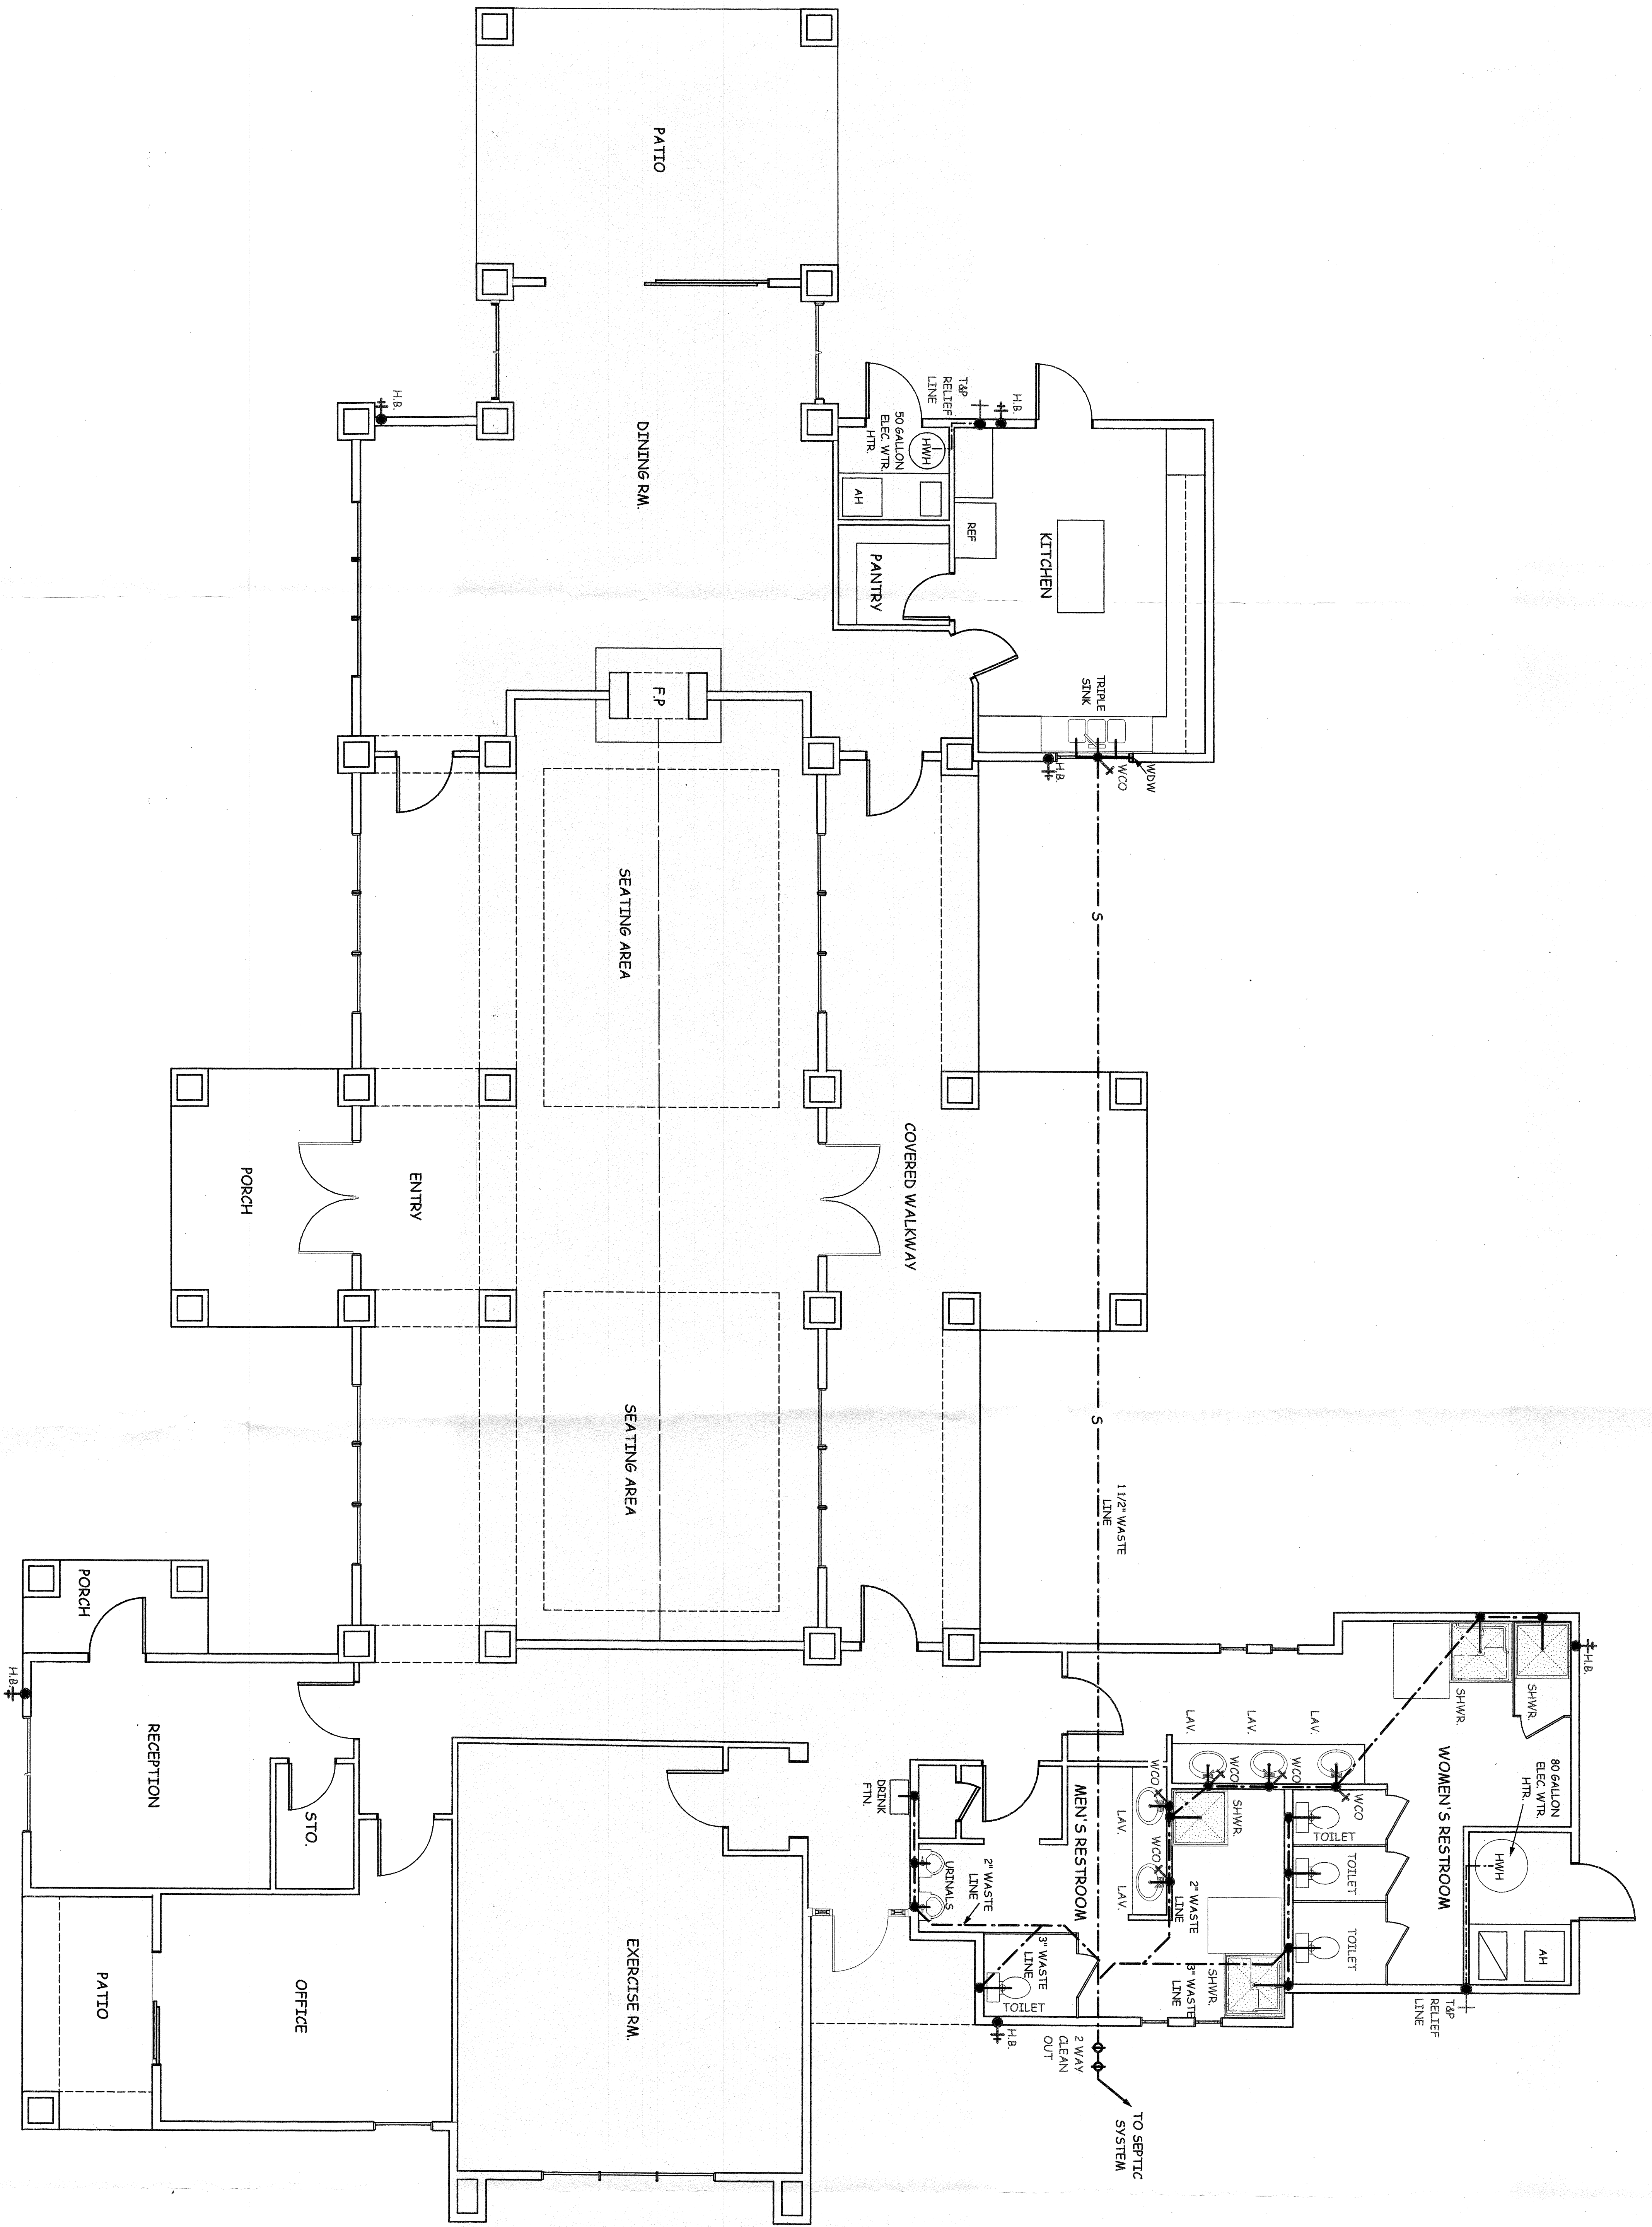 PATIO
DINING RM.
H.B.
T&P
RELIEF
LINE
H.B.
50 GALLON
ELEC. WTR.
HTR.
HWH
AH
REF
PANTRY
KITCHEN
TRIPLE
SINK
WDW
WCO
H.B.
F.P
SEATING AREA
S
COVERED WALKWAY
ENTRY
PORCH
SEATING AREA
S
1 1/2" WASTE
LINE
PORCH
H.B.
RECEPTION
STO.
PATIO
OFFICE
EXERCISE RM.
DRINK
FTN.
URINALS
2" WASTE
LINE
MEN'S RESTROOM
LAV.
LAV.
WCO
WCO
SHWR.
2" WASTE
LINE
3" WASTE
LINE
TOILET
3" WASTE
LINE
SHWR.
H.B.
2 WAY
CLEAN
OUT
TO SEPTIC
SYSTEM
LAV.
LAV.
LAV.
WCO
WCO
WCO
TOILET
TOILET
TOILET
WOMEN'S RESTROOM
SHWR.
SHWR.
H.B.
80 GALLON
ELEC. WTR.
HTR.
HWH
AH
T&P
RELIEF
LINE